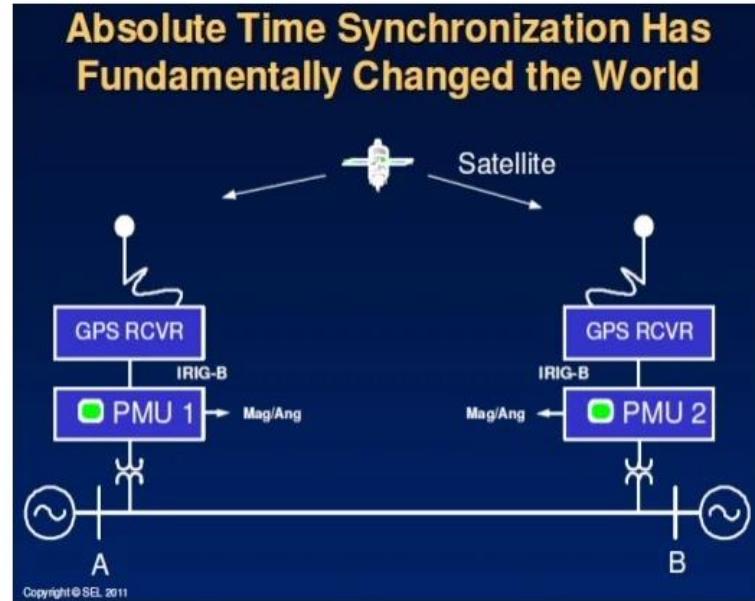 Absolute Time Synchronization Has
Fundamentally Changed the World
Satellite
GPS RCVR
GPS RCVR
IRIG-B
IRIG-B
PMU 1
Mag/Ang
Mag/Ang
PMU 2
A
B
Copyright © SEL 2011